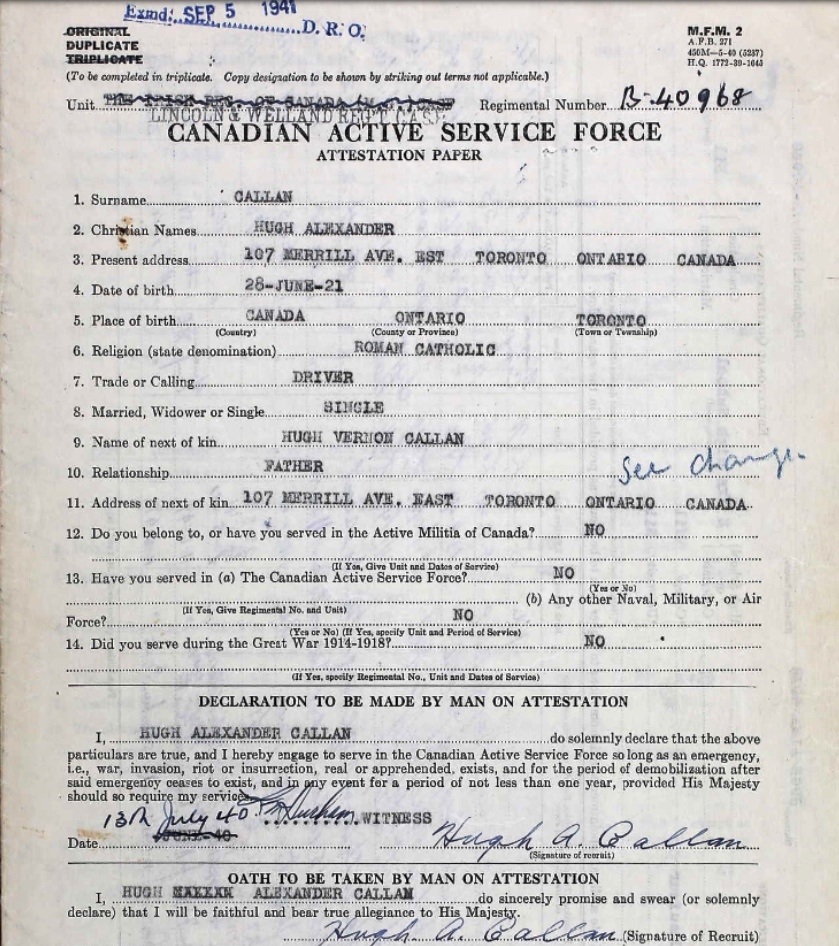 Exmd: SEP 5 1941 D. R. O.
ORIGINAL
DUPLICATE
TRIPLICATE
M.F.M. 2
A.F.B. 271
450M—5-40 (5237)
H.Q. 1772-39-1645
(To be completed in triplicate. Copy designation to be shown by striking out terms not applicable.)
Unit LINCOLN & WELLAND REG'T CASF Regimental Number B-40968
CANADIAN ACTIVE SERVICE FORCE
ATTESTATION PAPER
1. Surname CALLAN
2. Christian Names HUGH ALEXANDER
3. Present address 107 MERRILL AVE. EST TORONTO ONTARIO CANADA
4. Date of birth 28-JUNE-21
5. Place of birth CANADA ONTARIO TORONTO
(Country) (County or Province) (Town or Township)
6. Religion (state denomination) ROMAN CATHOLIC
7. Trade or Calling DRIVER
8. Married, Widower or Single SINGLE
9. Name of next of kin HUGH VERNON CALLAN
10. Relationship FATHER See change.
11. Address of next of kin 107 MERRILL AVE. EAST TORONTO ONTARIO CANADA
12. Do you belong to, or have you served in the Active Militia of Canada? NO
(If Yes, Give Unit and Dates of Service)
13. Have you served in (a) The Canadian Active Service Force? NO
(Yes or No)
(b) Any other Naval, Military, or Air
(If Yes, Give Regimental No. and Unit)
Force? NO
(Yes or No) (If Yes, specify Unit and Period of Service)
14. Did you serve during the Great War 1914-1918? NO
(If Yes, specify Regimental No., Unit and Dates of Service)
DECLARATION TO BE MADE BY MAN ON ATTESTATION
I, HUGH ALEXANDER CALLAN do solemnly declare that the above
particulars are true, and I hereby engage to serve in the Canadian Active Service Force so long as an emergency,
i.e., war, invasion, riot or insurrection, real or apprehended, exists, and for the period of demobilization after
said emergency ceases to exist, and in any event for a period of not less than one year, provided His Majesty
should so require my services.
13th July 40 WITNESS
Date JUNE-40 Hugh A. Callan
(Signature of recruit)
OATH TO BE TAKEN BY MAN ON ATTESTATION
I, HUGH ALEXANDER CALLAN do sincerely promise and swear (or solemnly
declare) that I will be faithful and bear true allegiance to His Majesty.
Hugh A. Callan (Signature of Recruit)